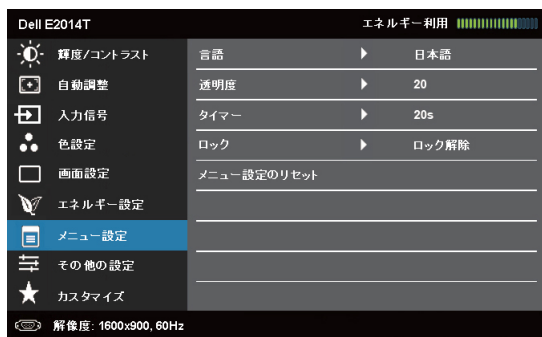 Dell E2014T エネルギー利用
輝度/コントラスト 言語 日本語
自動調整 透明度 20
入力信号 タイマー 20s
色設定 ロック ロック解除
画面設定 メニュー設定のリセット
エネルギー設定
メニュー設定
その他の設定
カスタマイズ
解像度: 1600x900, 60Hz